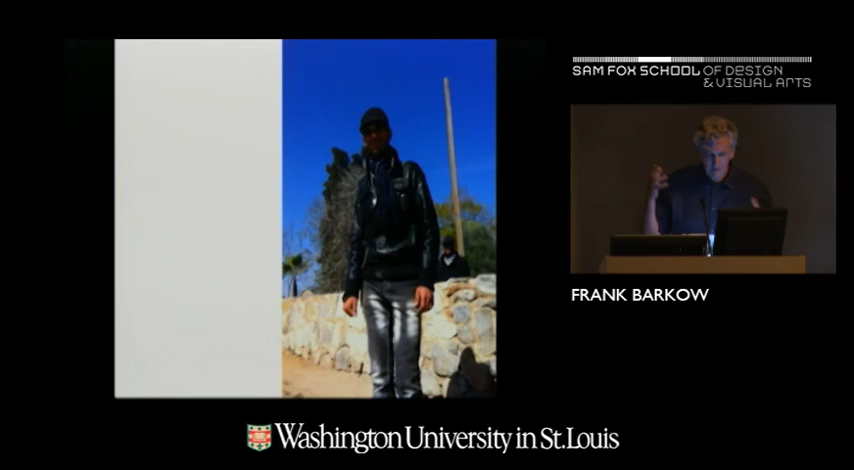 SAM FOX SCHOOL OF DESIGN
& VISUAL ARTS
FRANK BARKOW
Washington University in St. Louis